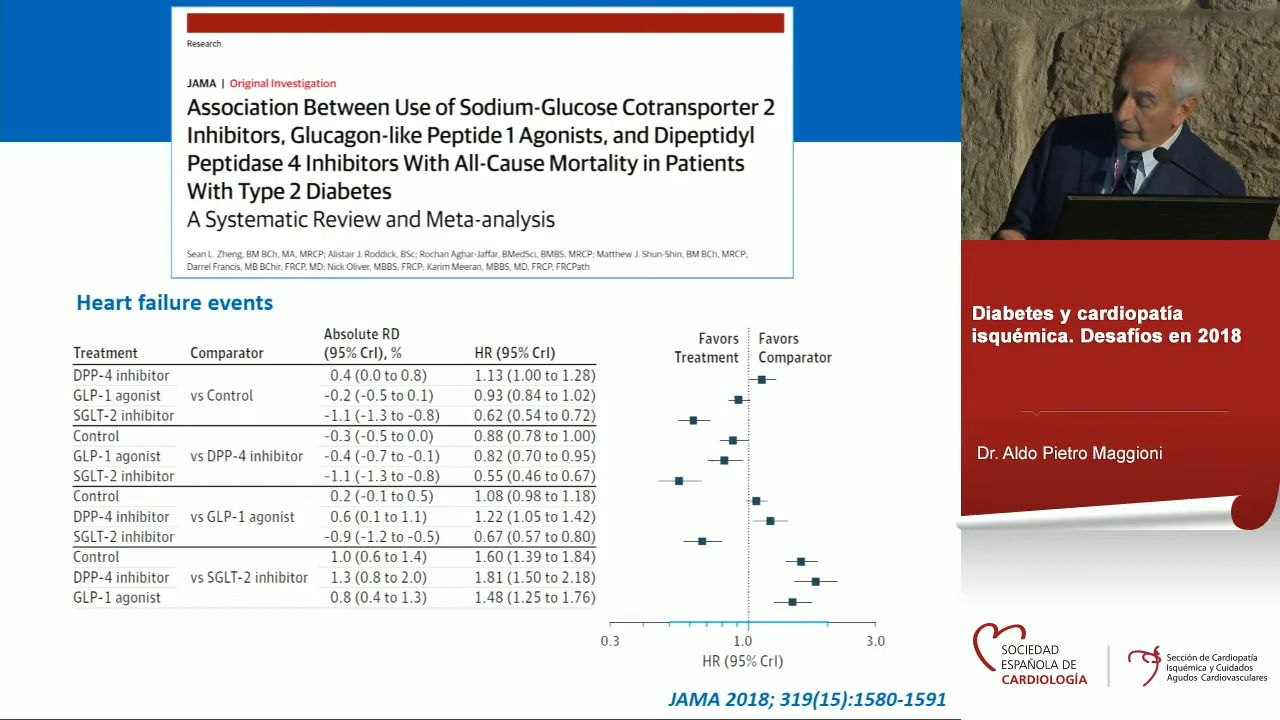 Research
JAMA | Original Investigation
Association Between Use of Sodium-Glucose Cotransporter 2
Inhibitors, Glucagon-like Peptide 1 Agonists, and Dipeptidyl
Peptidase 4 Inhibitors With All-Cause Mortality in Patients
With Type 2 Diabetes
A Systematic Review and Meta-analysis
Sean L. Zheng, BM BCh, MA, MRCP; Alistair J. Roddick, BSc; Rochan Aghar-Jaffar, BMedSci, BMBS, MRCP; Matthew J. Shun-Shin, BM BCh, MRCP;
Darrel Francis, MB BChir, FRCP, MD; Nick Oliver, MBBS, FRCP; Karim Meeran, MBBS, MD, FRCP, FRCPath
Heart failure events
Treatment Comparator Absolute RD (95% CrI), % HR (95% CrI)
DPP-4 inhibitor 0.4 (0.0 to 0.8) 1.13 (1.00 to 1.28)
GLP-1 agonist vs Control -0.2 (-0.5 to 0.1) 0.93 (0.84 to 1.02)
SGLT-2 inhibitor -1.1 (-1.3 to -0.8) 0.62 (0.54 to 0.72)
Control -0.3 (-0.5 to 0.0) 0.88 (0.78 to 1.00)
GLP-1 agonist vs DPP-4 inhibitor -0.4 (-0.7 to -0.1) 0.82 (0.70 to 0.95)
SGLT-2 inhibitor -1.1 (-1.3 to -0.8) 0.55 (0.46 to 0.67)
Control 0.2 (-0.1 to 0.5) 1.08 (0.98 to 1.18)
DPP-4 inhibitor vs GLP-1 agonist 0.6 (0.1 to 1.1) 1.22 (1.05 to 1.42)
SGLT-2 inhibitor -0.9 (-1.2 to -0.5) 0.67 (0.57 to 0.80)
Control 1.0 (0.6 to 1.4) 1.60 (1.39 to 1.84)
DPP-4 inhibitor vs SGLT-2 inhibitor 1.3 (0.8 to 2.0) 1.81 (1.50 to 2.18)
GLP-1 agonist 0.8 (0.4 to 1.3) 1.48 (1.25 to 1.76)
Favors Treatment
Favors Comparator
0.3 1.0 3.0
HR (95% CrI)
JAMA 2018; 319(15):1580-1591
Diabetes y cardiopatía
isquémica. Desafíos en 2018
Dr. Aldo Pietro Maggioni
SOCIEDAD
ESPAÑOLA DE
CARDIOLOGÍA
Sección de Cardiopatía
Isquémica y Cuidados
Agudos Cardiovasculares